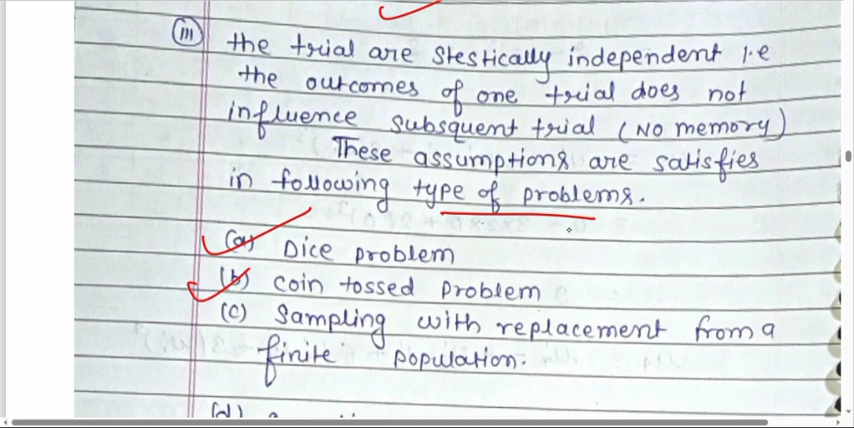 (iii) the trial are stestically independent i.e
the outcomes of one trial does not
influence subsquent trial (No memory)
These assumptions are satisfies
in following type of problems.
(a) Dice problem
(b) coin tossed problem
(c) Sampling with replacement from a
finite population.